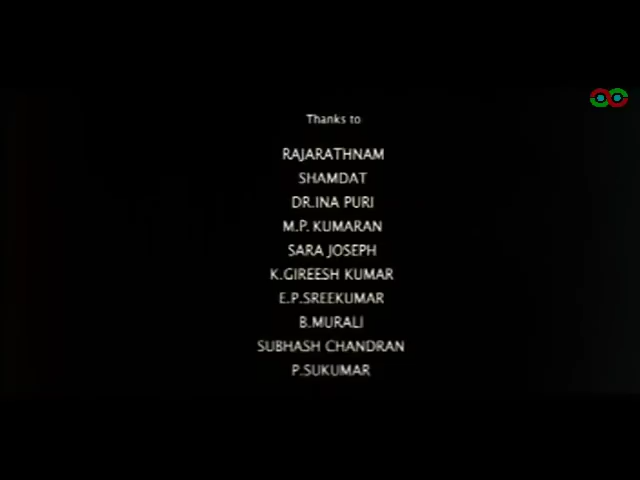 Thanks to
RAJARATHNAM
SHAMDAT
DR.INA PURI
M.P. KUMARAN
SARA JOSEPH
K.GIREESH KUMAR
E.P.SREEKUMAR
B.MURALI
SUBHASH CHANDRAN
P.SUKUMAR